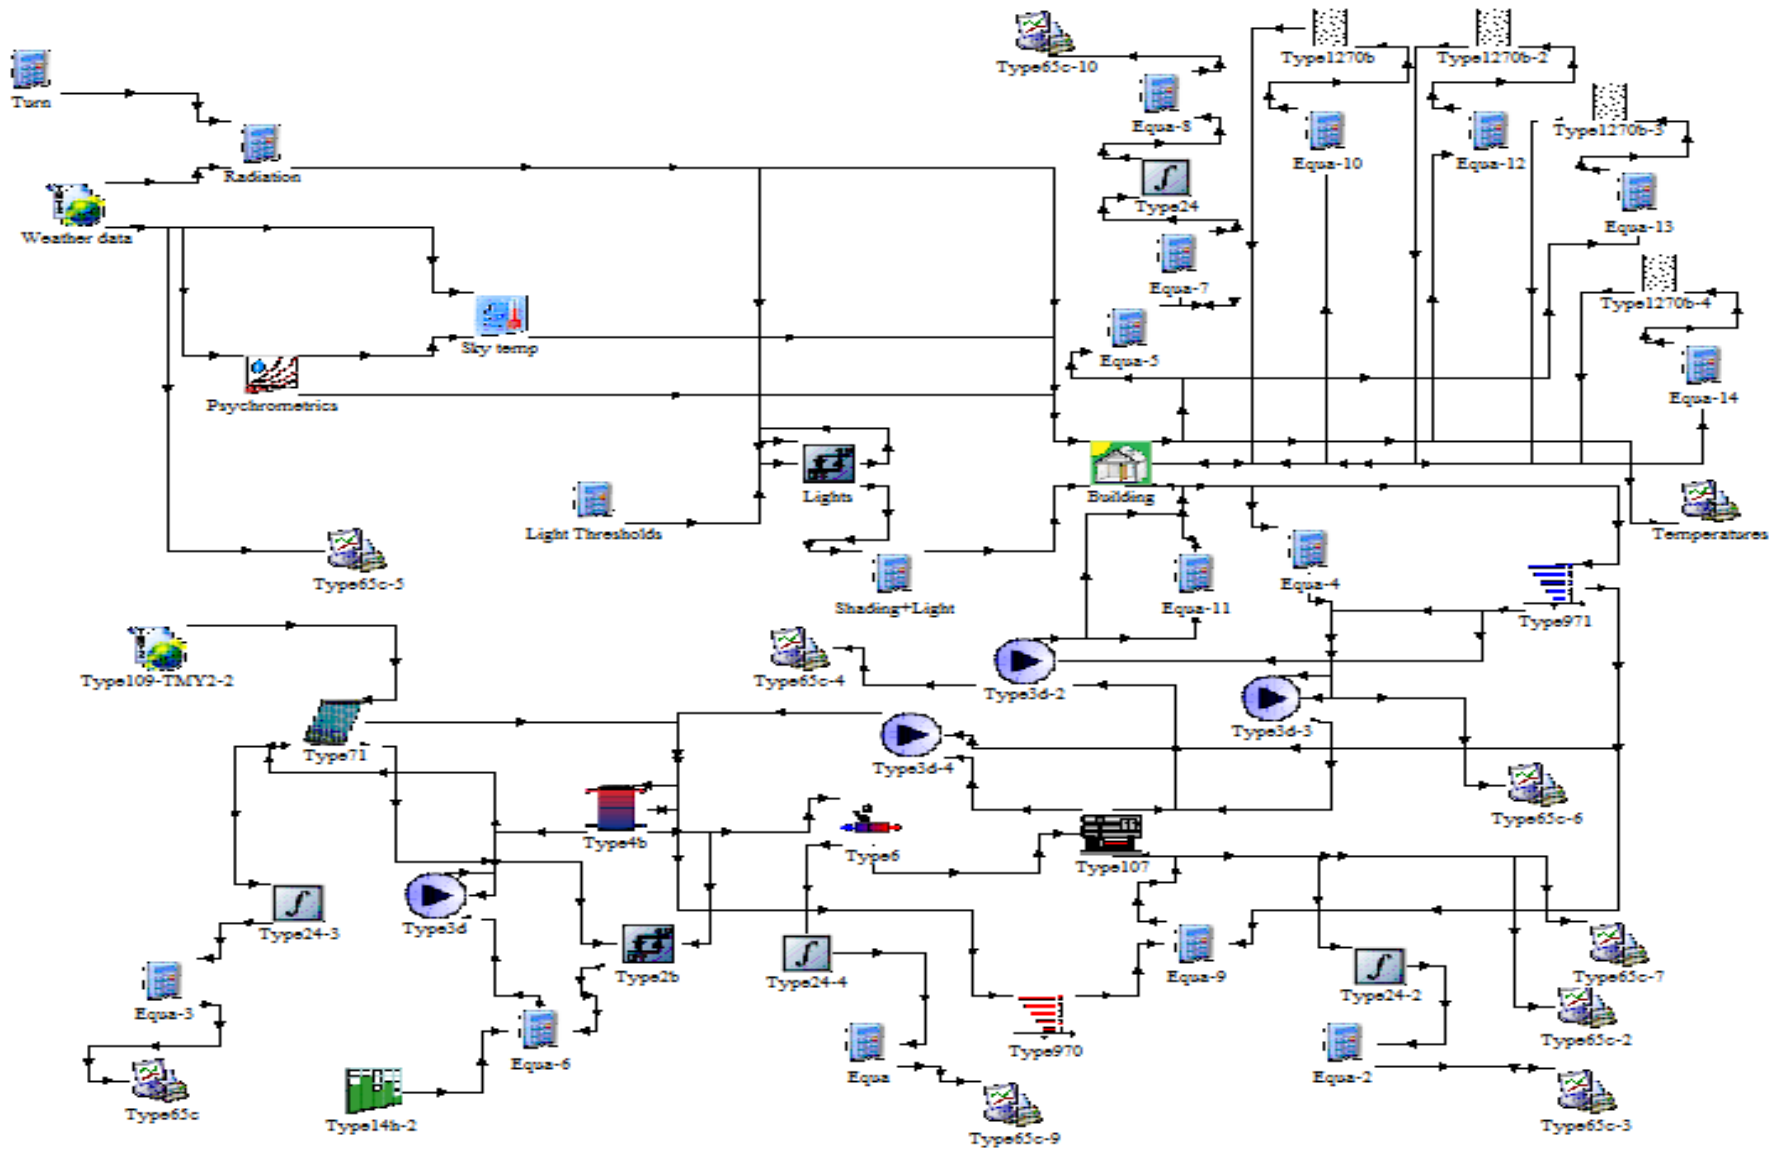 Type65c-10
Type1270b
Type1270b-2
Turn
Equa-8
Type1270b-3
Equa-10
Equa-12
Radiation
Type24
Weather data
Equa-13
Equa-7
Type1270b-4
Sky temp
Equa-5
Psychrometrics
Equa-14
Lights
Building
Light Thresholds
Temperatures
Type65c-5
Shading+Light
Equa-11
Equa-4
Type971
Type109-TMY2-2
Type65c-4
Type3d-2
Type3d-3
Type71
Type3d-4
Type65c-6
Type4b
Type6
Type107
Type24-3
Type3d
Type2b
Type24-4
Equa-9
Type65c-7
Type24-2
Equa-3
Type65c-2
Equa-6
Type970
Equa
Equa-2
Type65c
Type14h-2
Type65c-9
Type65c-3